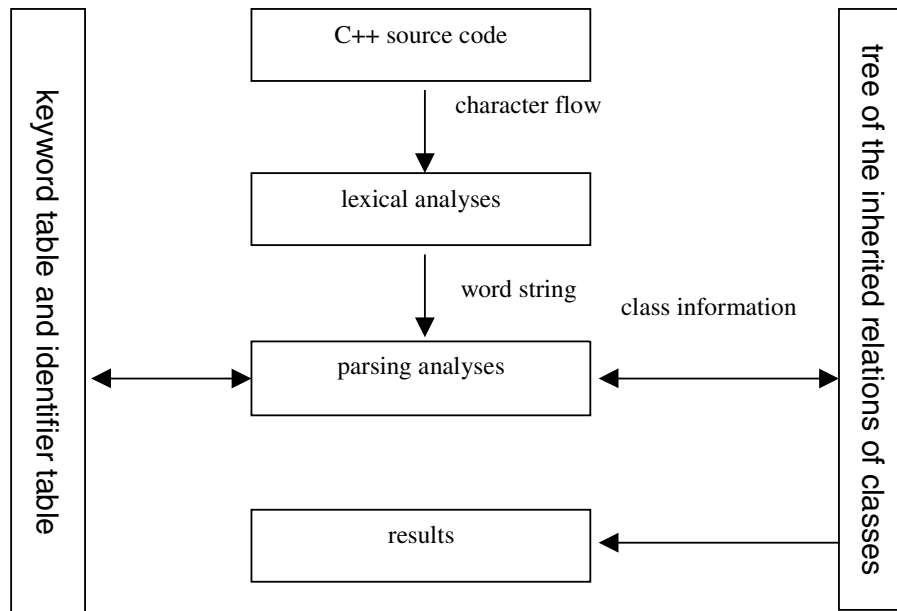 C++ source code
character flow
lexical analyses
word string
class information
parsing analyses
results
keyword table and identifier table
tree of the inherited relations of classes